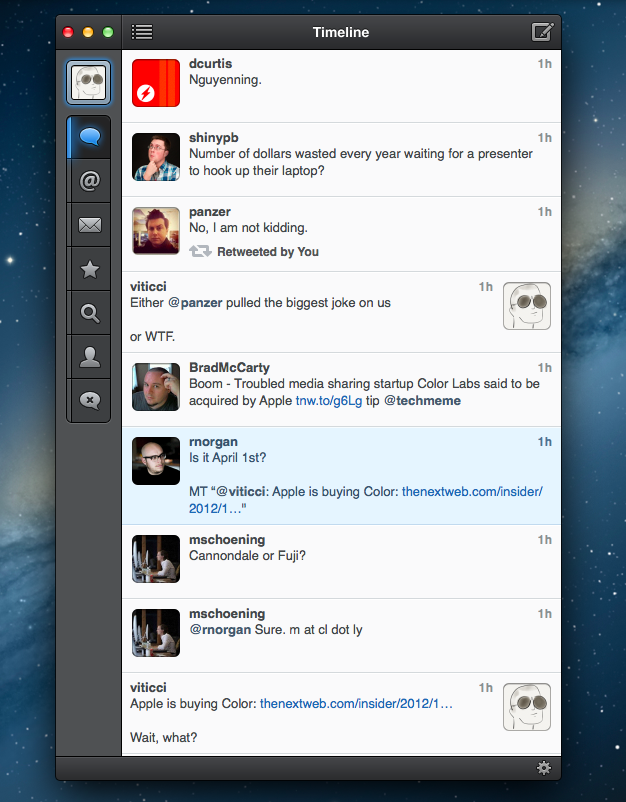 Timeline
dcurtis 1h
Nguyenning.
shinypb 1h
Number of dollars wasted every year waiting for a presenter
to hook up their laptop?
panzer 1h
No, I am not kidding.
Retweeted by You
viticci 1h
Either @panzer pulled the biggest joke on us
or WTF.
BradMcCarty 1h
Boom - Troubled media sharing startup Color Labs said to be
acquired by Apple tnw.to/g6Lg tip @techmeme
rnorgan 1h
Is it April 1st?
MT “@viticci: Apple is buying Color: thenextweb.com/insider/
2012/1…"
mschoening 1h
Cannondale or Fuji?
mschoening 1h
@rnorgan Sure. m at cl dot ly
viticci 1h
Apple is buying Color: thenextweb.com/insider/2012/1…
Wait, what?